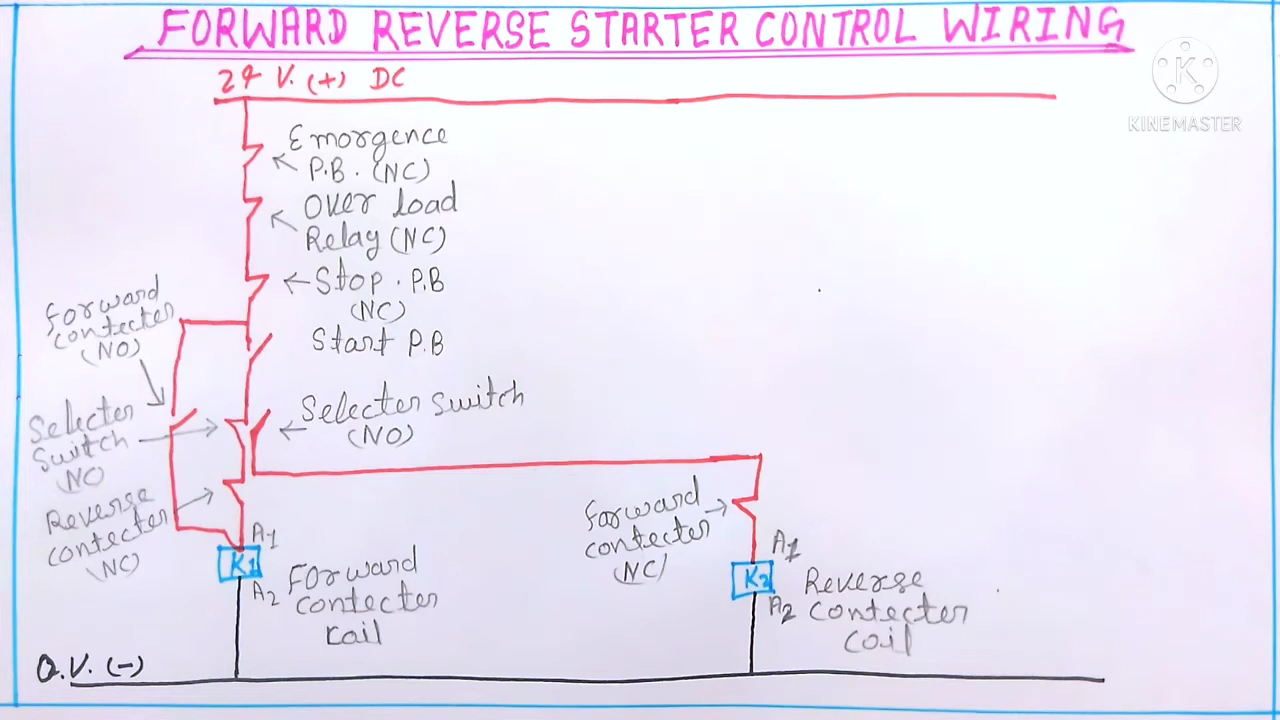 FORWARD REVERSE STARTER CONTROL WIRING
24 V. (+) DC
K
KINEMASTER
Emorgence
P.B. (NC)
Over load
Relay (NC)
Stop. P.B
(NC)
Start P.B
Forward
contecter
(NO)
Selecter Switch
(NO)
Selecter
Switch
NO
Reverse
contecter
(NC)
A1
K1
A2
Forward
contecter
coil
Forward
contecter
(NC)
A1
K2
A2
Reverse
contecter
coil
0.V. (-)